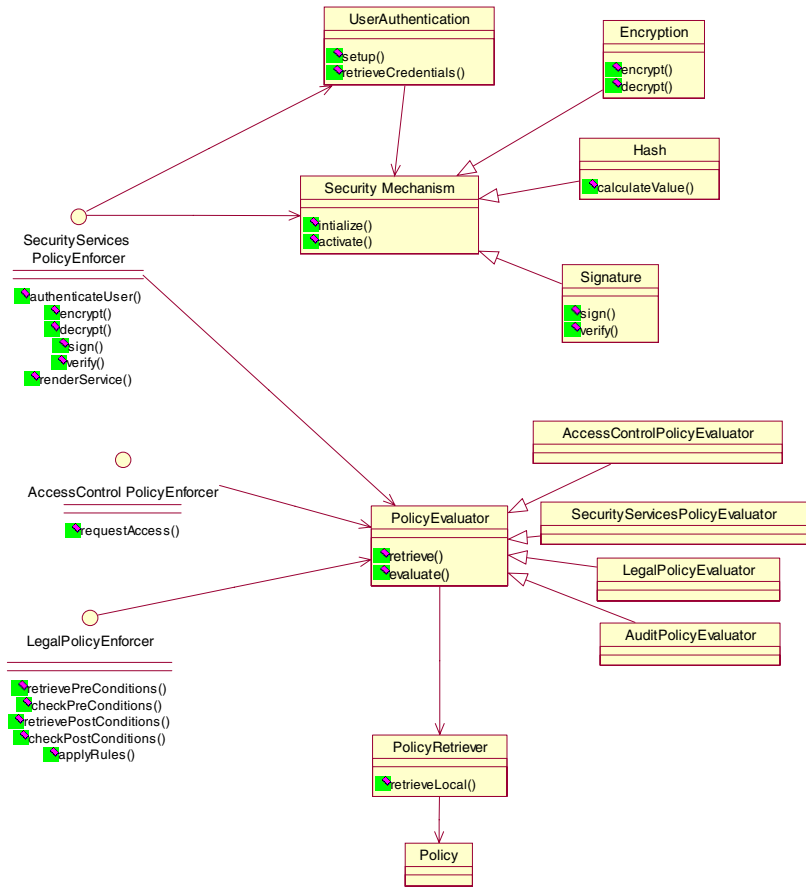 UserAuthentication
setup()
retrieveCredentials()
Encryption
encrypt()
decrypt()
Hash
calculateValue()
Security Mechanism
intialize()
activate()
Signature
sign()
verify()
SecurityServices
PolicyEnforcer
authenticateUser()
encrypt()
decrypt()
sign()
verify()
renderService()
AccessControl PolicyEnforcer
requestAccess()
LegalPolicyEnforcer
retrievePreConditions()
checkPreConditions()
retrievePostConditions()
checkPostConditions()
applyRules()
PolicyEvaluator
retrieve()
evaluate()
AccessControlPolicyEvaluator
SecurityServicesPolicyEvaluator
LegalPolicyEvaluator
AuditPolicyEvaluator
PolicyRetriever
retrieveLocal()
Policy